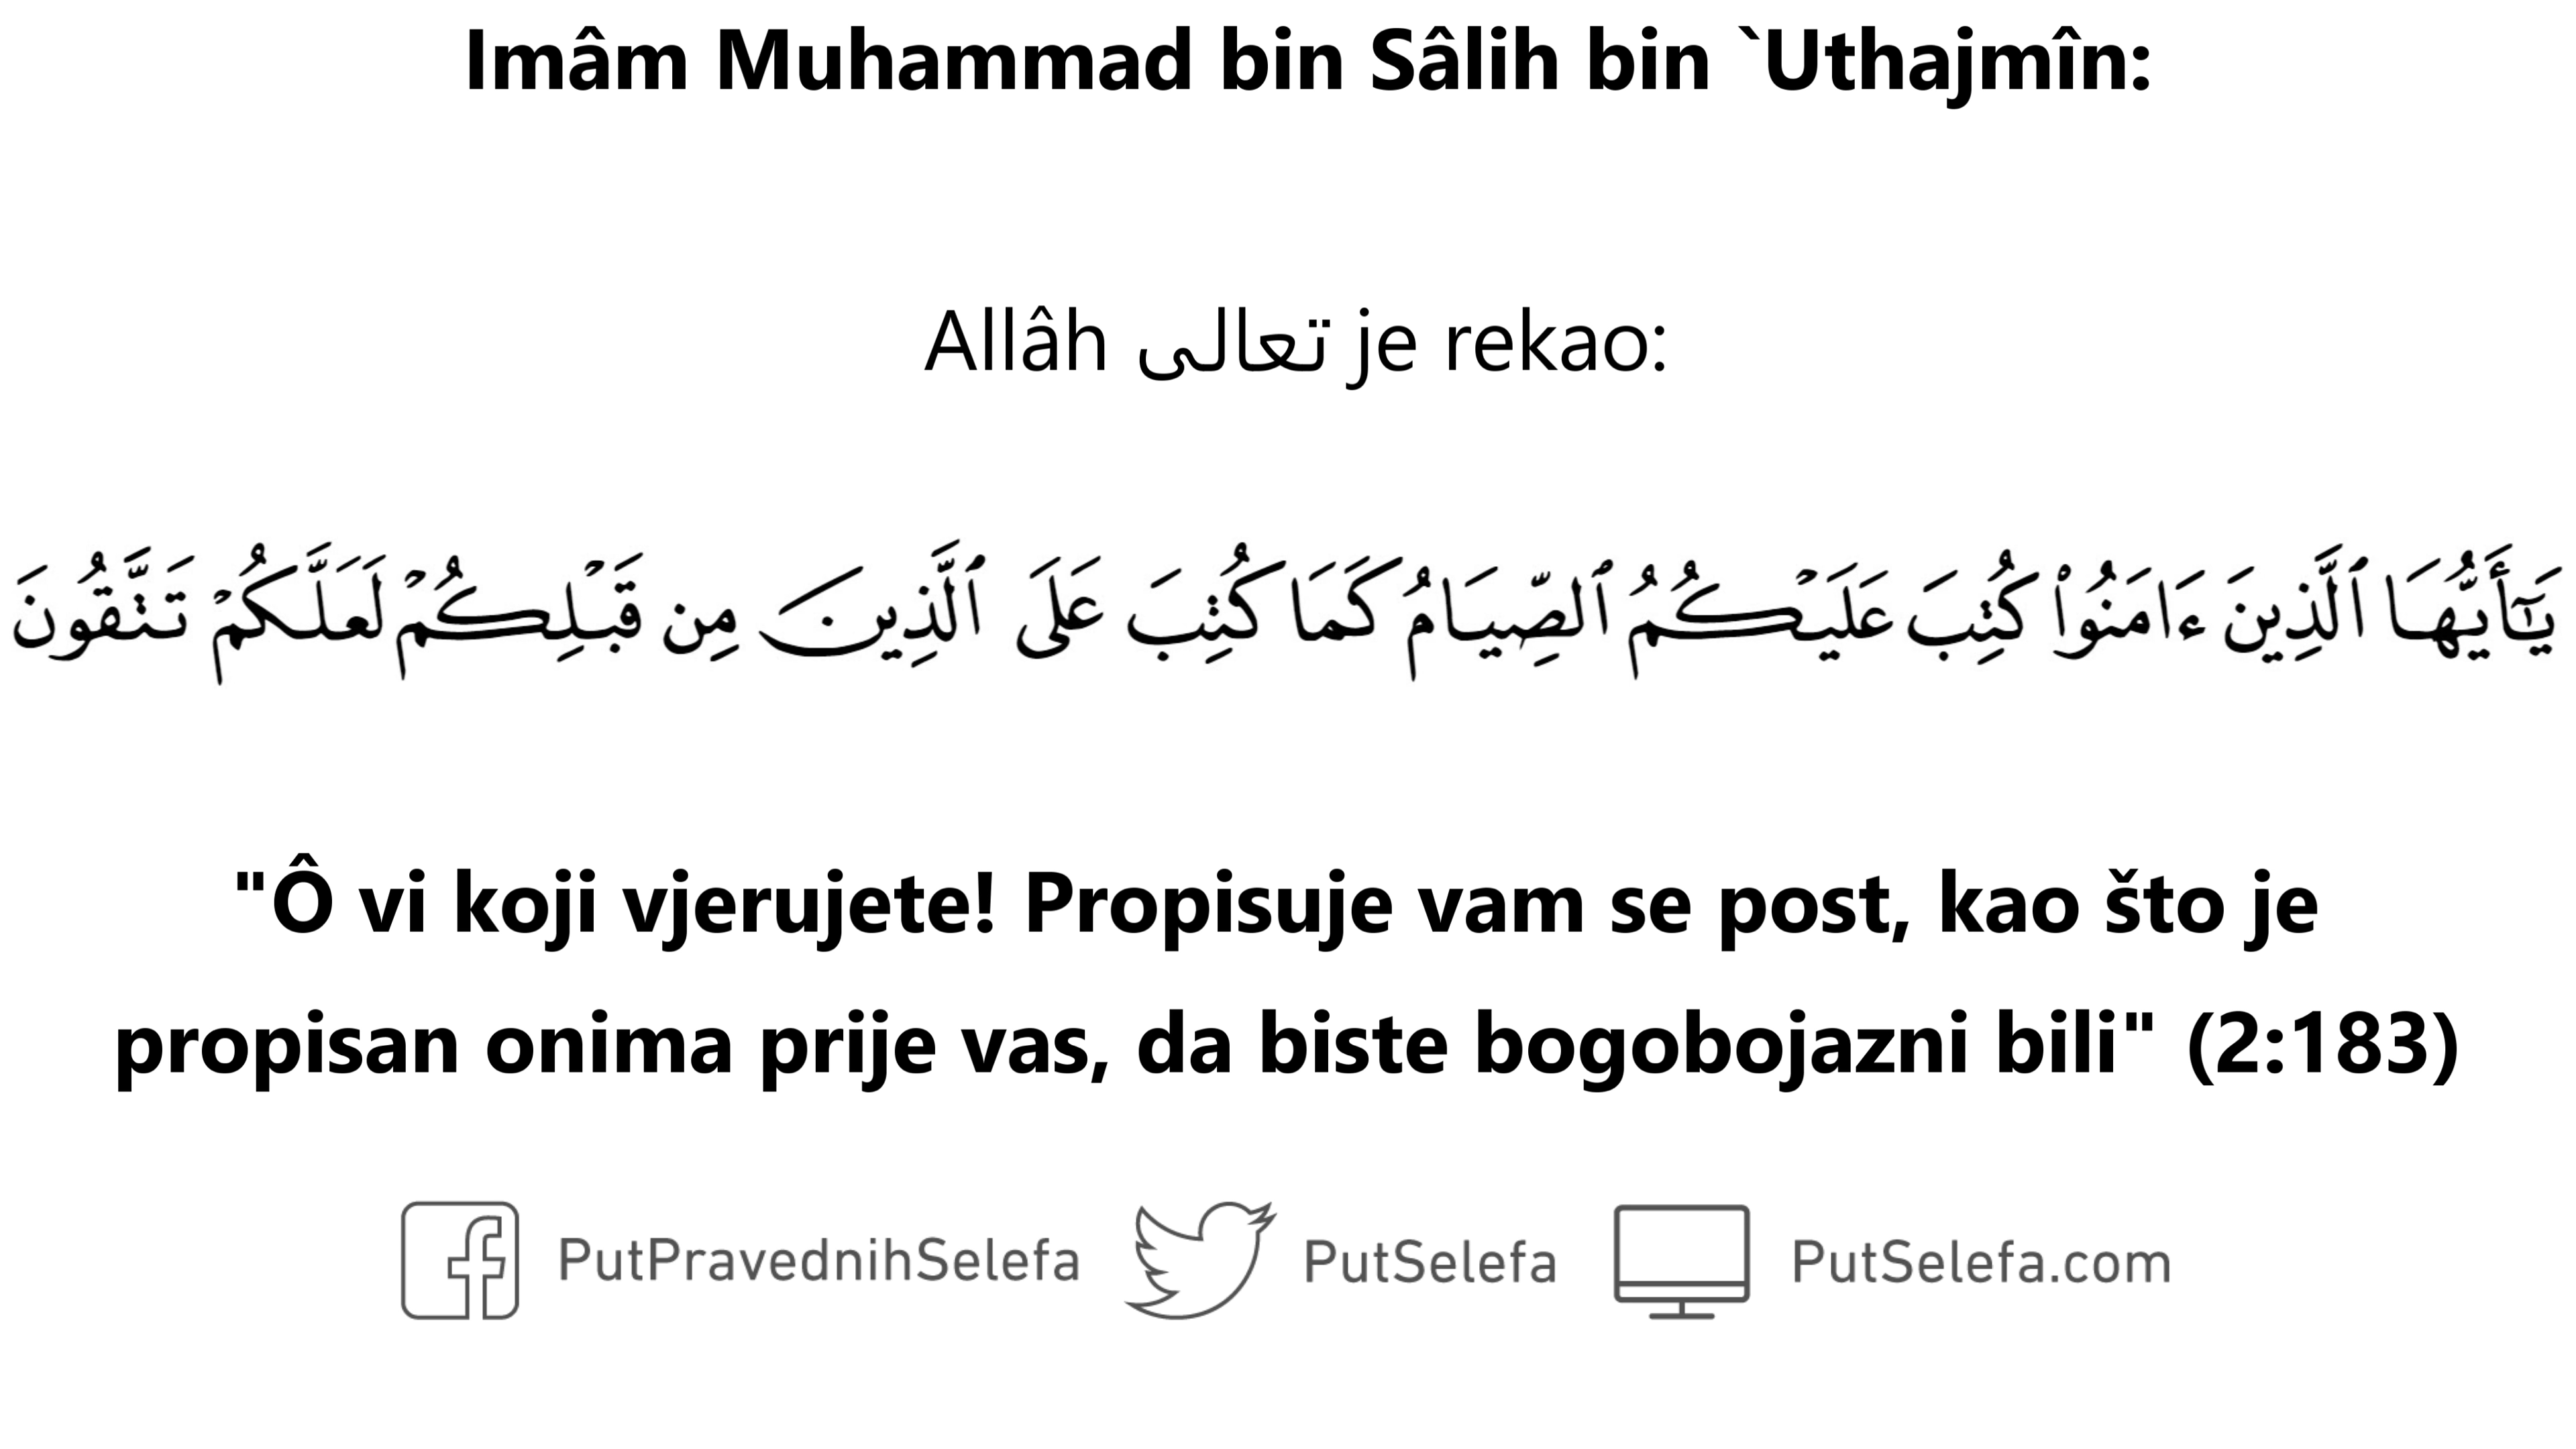 Imâm Muhammad bin Sâlih bin `Uthajmîn:
Allâh تعالى je rekao:
يَـٰٓأَيُّهَا ٱلَّذِينَ ءَامَنُوا۟ كُتِبَ عَلَيْكُمُ ٱلصِّيَامُ كَمَا كُتِبَ عَلَى ٱلَّذِينَ مِن قَبْلِكُمْ لَعَلَّكُمْ تَتَّقُونَ
"Ô vi koji vjerujete! Propisuje vam se post, kao što je
propisan onima prije vas, da biste bogobojazni bili" (2:183)
PutPravednihSelefa PutSelefa PutSelefa.com